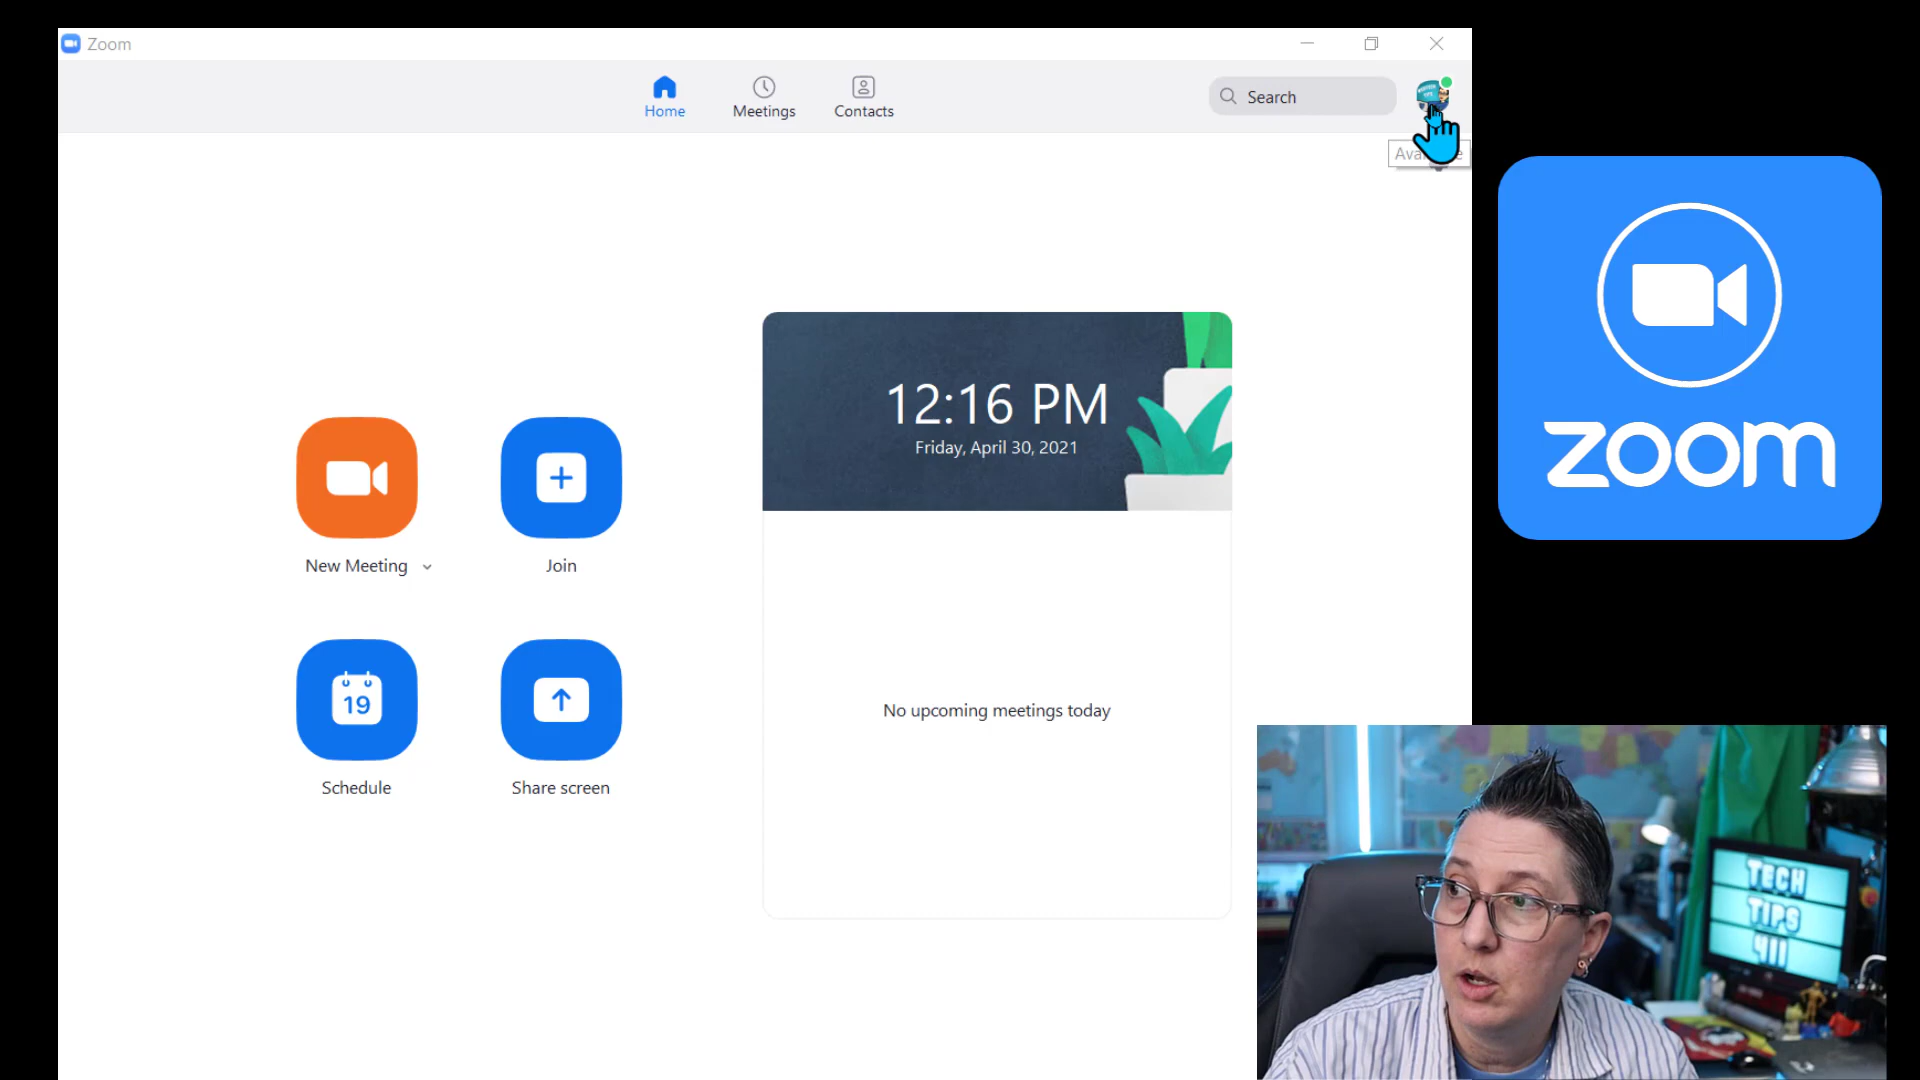 Zoom
Home
Meetings
Contacts
Search
12:16 PM
Friday, April 30, 2021
New Meeting
Join
19
Schedule
Share screen
No upcoming meetings today
zoom
TECH
TIPS
411